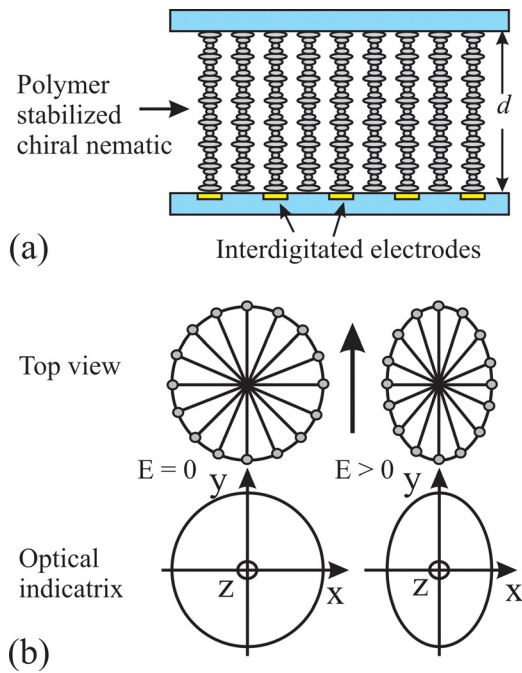 Polymer
stabilized
chiral nematic
d
(a)
Interdigitated electrodes
Top view
E = 0
E > 0
y
y
Optical
indicatrix
z
x
z
x
(b)